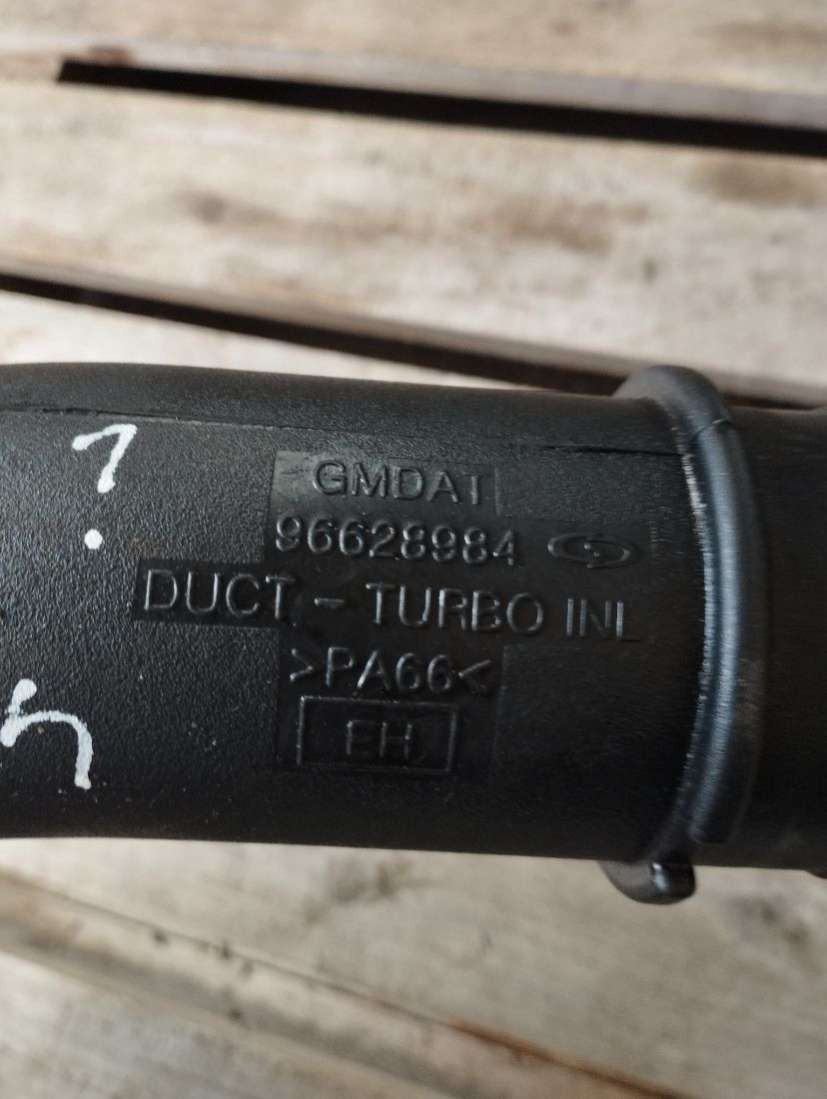 ?
GMDAT
96628984
DUCT - TURBO INL
>PA66<
EH